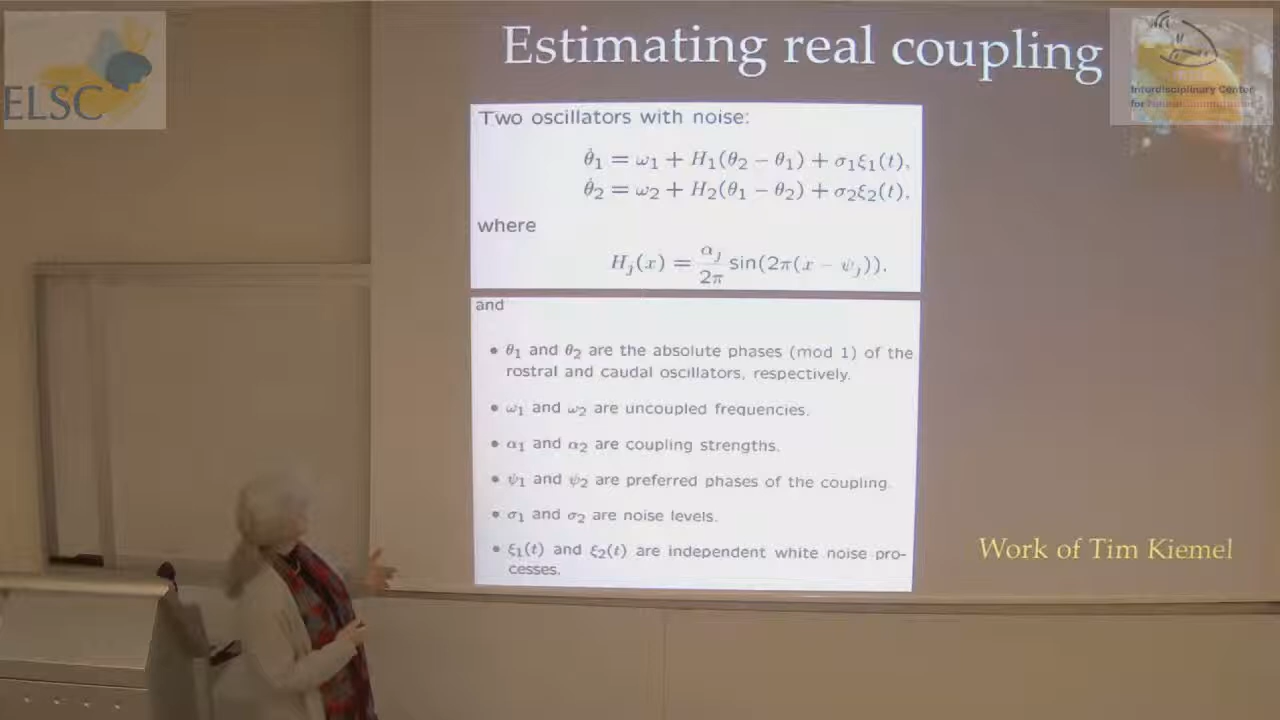 Estimating real coupling
ELSC
Interdisciplinary Center
for Neural
Two oscillators with noise:
θ̇₁ = ω₁ + H₁(θ₂ − θ₁) + σ₁ξ₁(t),
θ̇₂ = ω₂ + H₂(θ₁ − θ₂) + σ₂ξ₂(t),
where
Hⱼ(x) = αⱼ/2π sin(2π(x − ψⱼ)),
and
• θ₁ and θ₂ are the absolute phases (mod 1) of the
rostral and caudal oscillators, respectively.
• ω₁ and ω₂ are uncoupled frequencies.
• α₁ and α₂ are coupling strengths.
• ψ₁ and ψ₂ are preferred phases of the coupling.
• σ₁ and σ₂ are noise levels.
• ξ₁(t) and ξ₂(t) are independent white noise pro-
cesses.
Work of Tim Kiemel